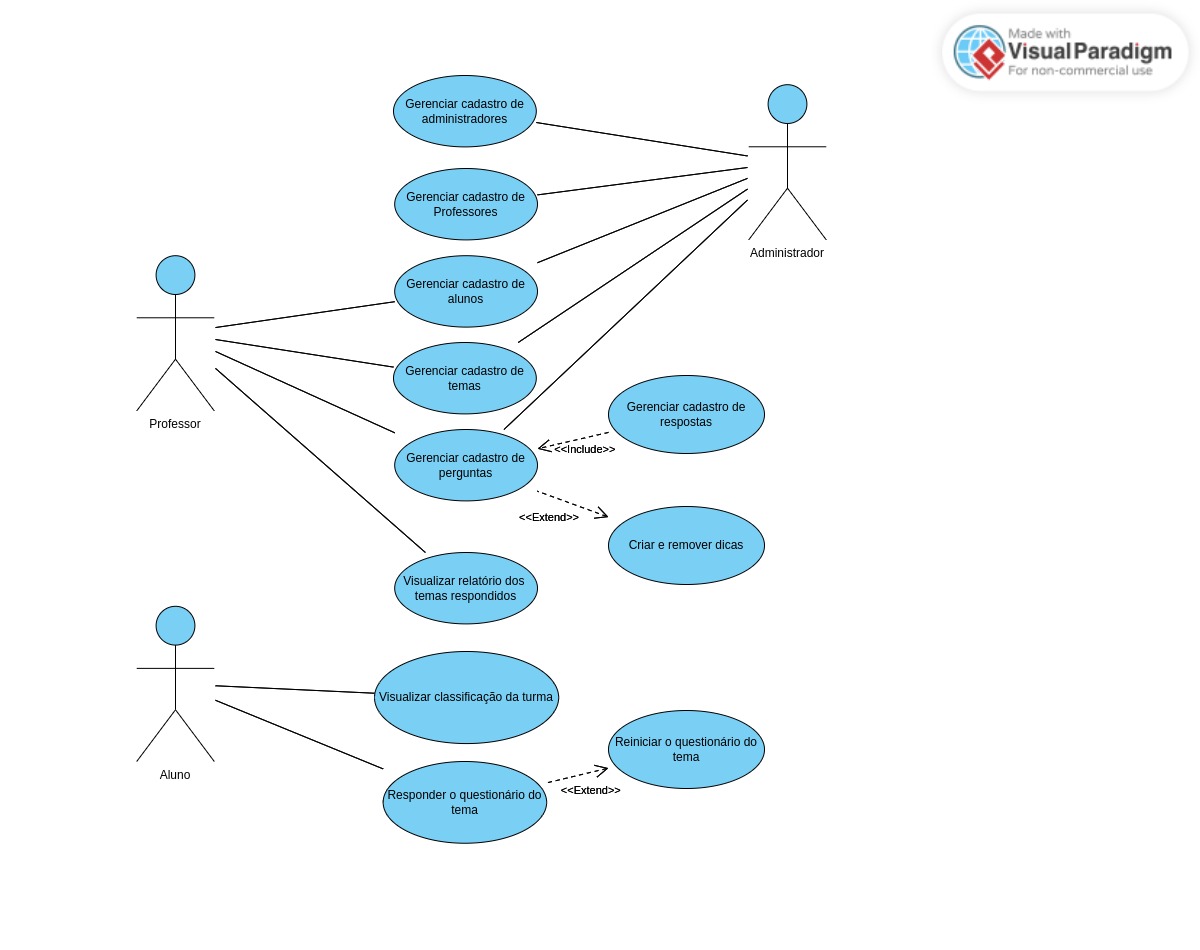 Made with
Visual Paradigm
For non-commercial use
Gerenciar cadastro de
administradores
Gerenciar cadastro de
Professores
Administrador
Gerenciar cadastro de
alunos
Gerenciar cadastro de
temas
Professor
Gerenciar cadastro de
respostas
<<Include>>
Gerenciar cadastro de
perguntas
<<Extend>>
Criar e remover dicas
Visualizar relatório dos
temas respondidos
Visualizar classificação da turma
Reiniciar o questionário do
tema
Aluno
<<Extend>>
Responder o questionário do
tema